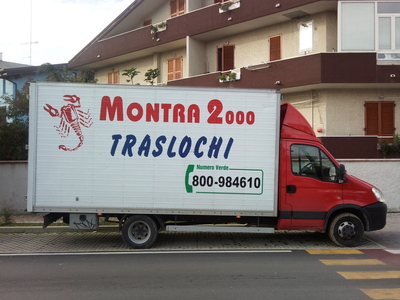 MONTRA 2000
TRASLOCHI
Numero Verde
800-984610